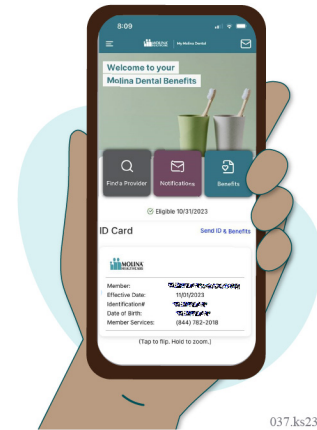 8:09
MOLINA HEALTHCARE | My Molina Dental
Welcome to your
Molina Dental Benefits
Find a Provider
Notifications
Benefits
Eligible 10/31/2023
ID Card Send ID & Benefits
MOLINA
HEALTHCARE
Member:
Effective Date: 11/01/2023
Identification#
Date of Birth:
Member Services: (844) 782-2018
(Tap to flip. Hold to zoom.)
037.ks23